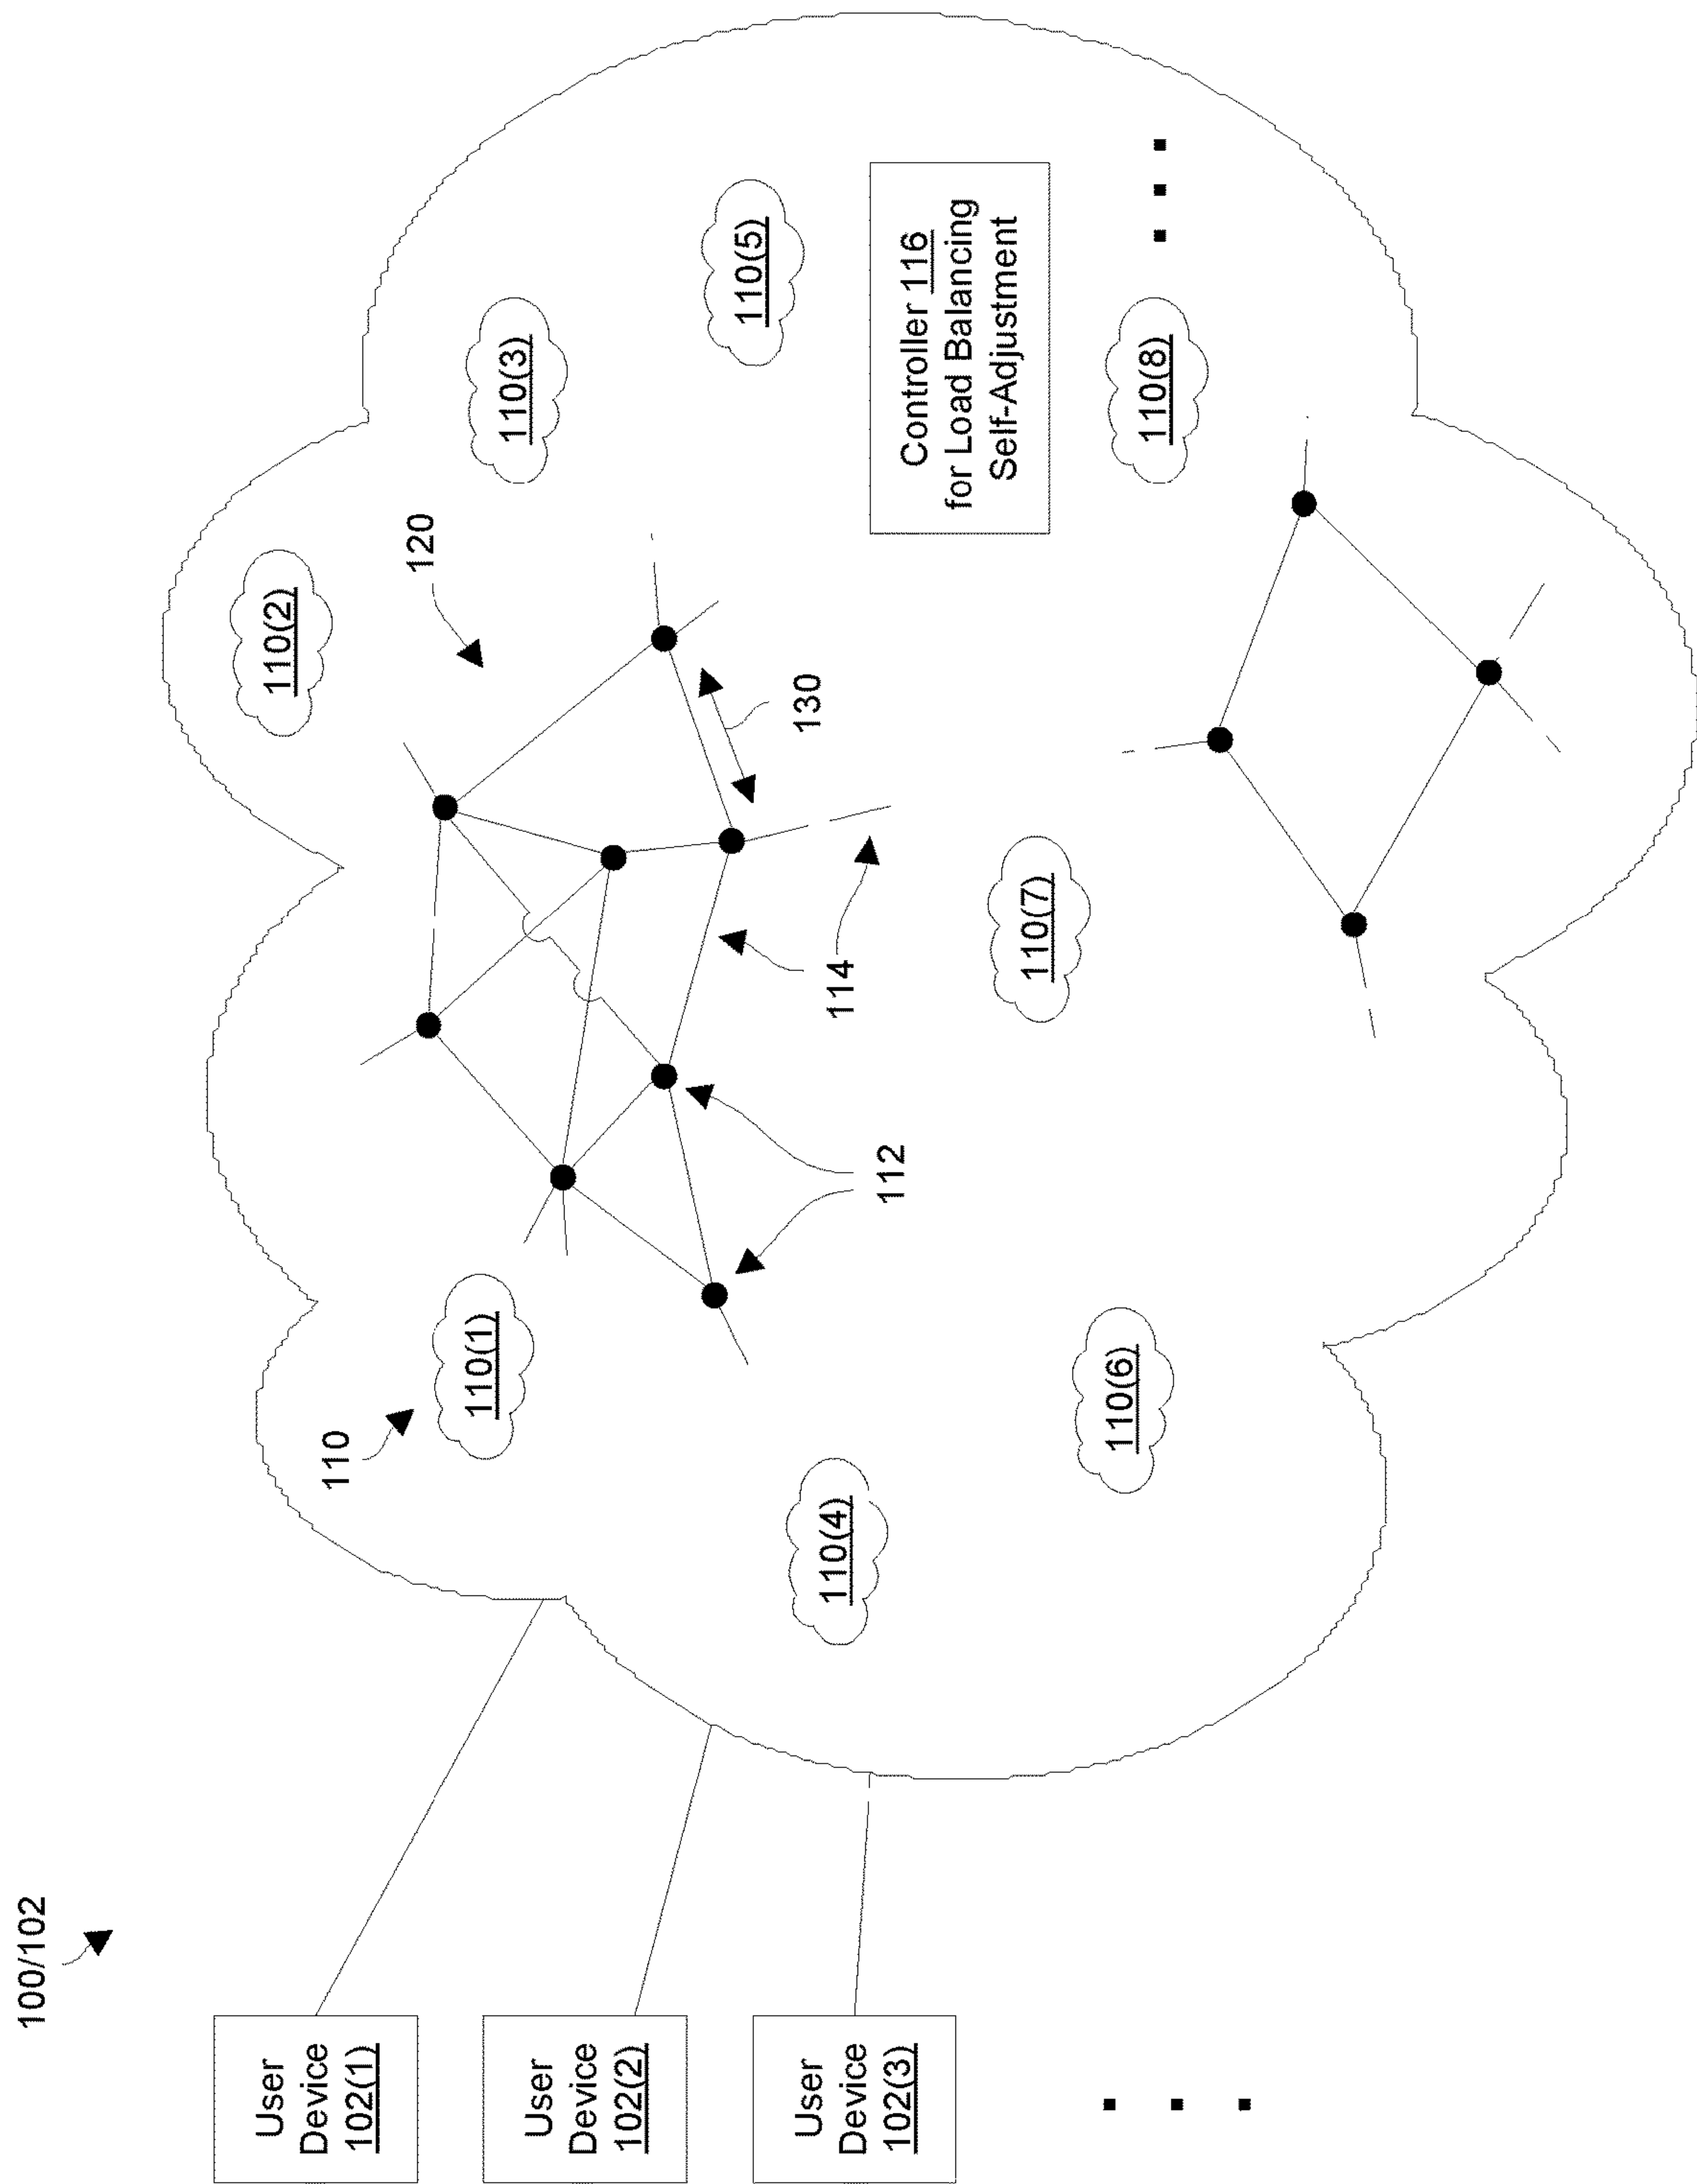 100/102
User
Device
102(1)
User
Device
102(2)
User
Device
102(3)
110
110(1)
110(2)
110(3)
120
110(5)
130
114
112
110(4)
Controller 116
for Load Balancing
Self-Adjustment
110(7)
110(6)
110(8)